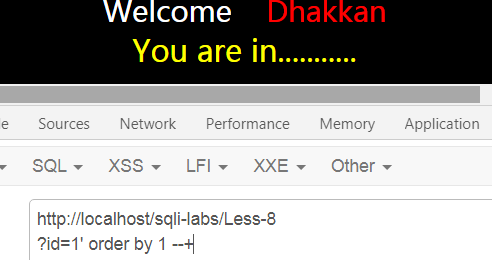 Welcome Dhakkan
You are in...........
Sources Network Performance Memory Application
SQL XSS LFI XXE Other
http://localhost/sqli-labs/Less-8
?id=1' order by 1 --+